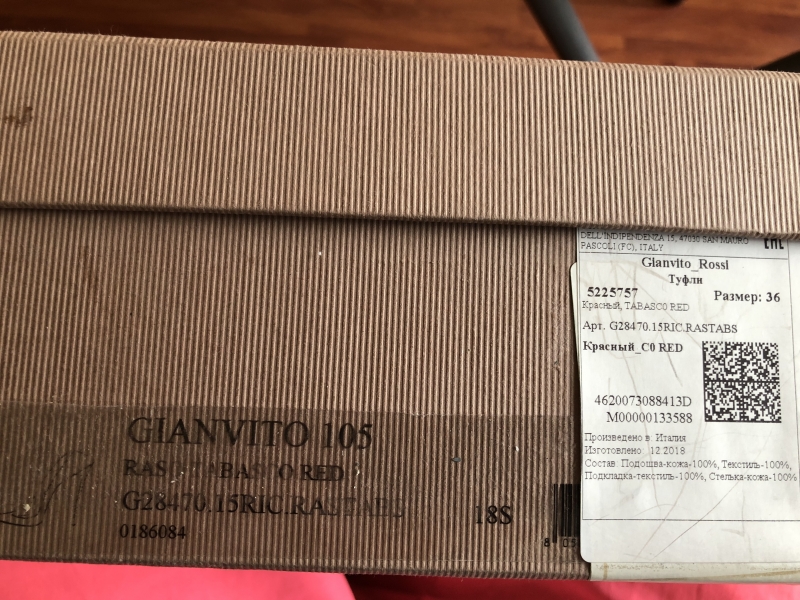 GIANVITO 105
RASO TABASCO RED
G28470.15RIC.RASTABS
0186084
18S
DELL'INDIPENDENZA 15, 47030 SAN MAURO
PASCOLI (FC), ITALY
EAC
Gianvito_Rossi
Туфли
5225757
Размер: 36
Красный, TABASCO RED
Арт. G28470.15RIC.RASTABS
Красный_C0 RED
4620073088413D
M00000133588
Произведено в: Италия
Изготовлено 12.2018
Состав: Подошва-кожа-100%, Текстиль-100%,
Подкладка-текстиль-100%, Стелька-кожа-100%